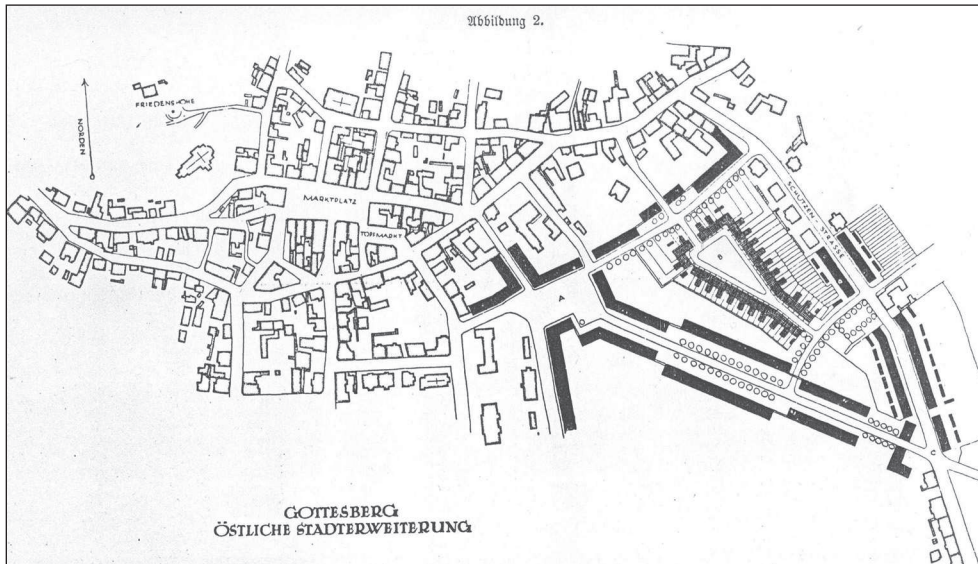 Abbildung 2.
FRIEDENSHÖHE
NORDEN
MARKTPLATZ
TOPFMARKT
SCHÜTZEN-
STRASSE
A
B
C
GOTTESBERG
ÖSTLICHE STADTERWEITERUNG